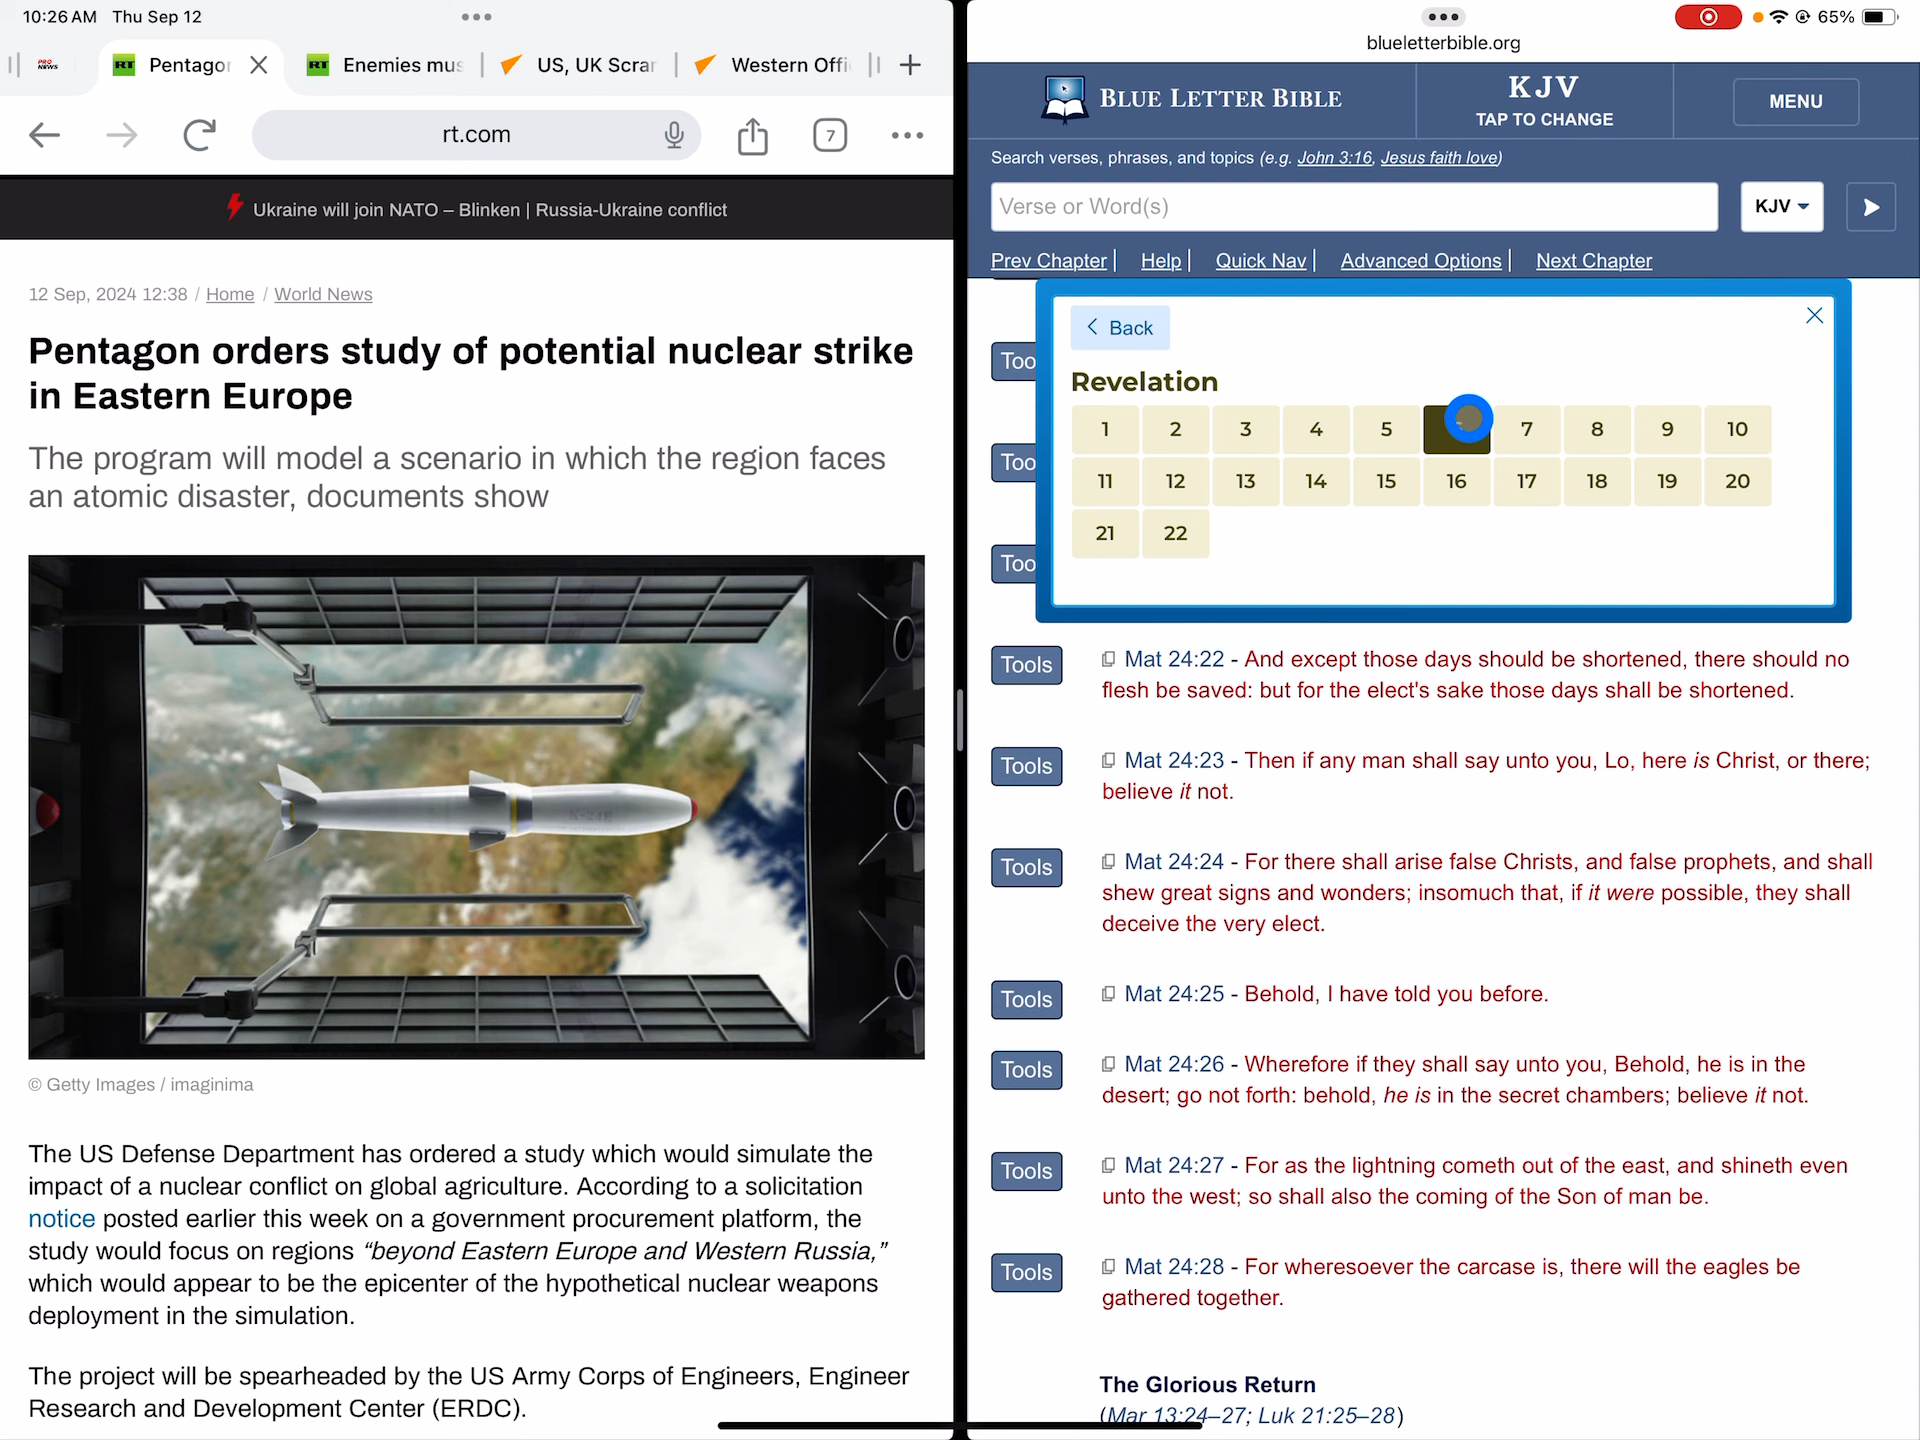 10:26 AM Thu Sep 12
65%
PRO NEWS
RT Pentagor
RT Enemies mus
US, UK Scrar
Western Offi
rt.com
7
Ukraine will join NATO – Blinken | Russia-Ukraine conflict
12 Sep, 2024 12:38 / Home / World News
Pentagon orders study of potential nuclear strike
in Eastern Europe
The program will model a scenario in which the region faces
an atomic disaster, documents show
© Getty Images / imaginima
The US Defense Department has ordered a study which would simulate the
impact of a nuclear conflict on global agriculture. According to a solicitation
notice posted earlier this week on a government procurement platform, the
study would focus on regions “beyond Eastern Europe and Western Russia,”
which would appear to be the epicenter of the hypothetical nuclear weapons
deployment in the simulation.
The project will be spearheaded by the US Army Corps of Engineers, Engineer
Research and Development Center (ERDC).
blueletterbible.org
BLUE LETTER BIBLE
KJV
TAP TO CHANGE
MENU
Search verses, phrases, and topics (e.g. John 3:16, Jesus faith love)
Verse or Word(s)
KJV
Prev Chapter | Help | Quick Nav | Advanced Options | Next Chapter
Back
Revelation
1 2 3 4 5 7 8 9 10
11 12 13 14 15 16 17 18 19 20
21 22
Too
Too
Too
Tools
Mat 24:22 - And except those days should be shortened, there should no
flesh be saved: but for the elect's sake those days shall be shortened.
Tools
Mat 24:23 - Then if any man shall say unto you, Lo, here is Christ, or there;
believe it not.
Tools
Mat 24:24 - For there shall arise false Christs, and false prophets, and shall
shew great signs and wonders; insomuch that, if it were possible, they shall
deceive the very elect.
Tools
Mat 24:25 - Behold, I have told you before.
Tools
Mat 24:26 - Wherefore if they shall say unto you, Behold, he is in the
desert; go not forth: behold, he is in the secret chambers; believe it not.
Tools
Mat 24:27 - For as the lightning cometh out of the east, and shineth even
unto the west; so shall also the coming of the Son of man be.
Tools
Mat 24:28 - For wheresoever the carcase is, there will the eagles be
gathered together.
The Glorious Return
(Mar 13:24–27; Luk 21:25–28)